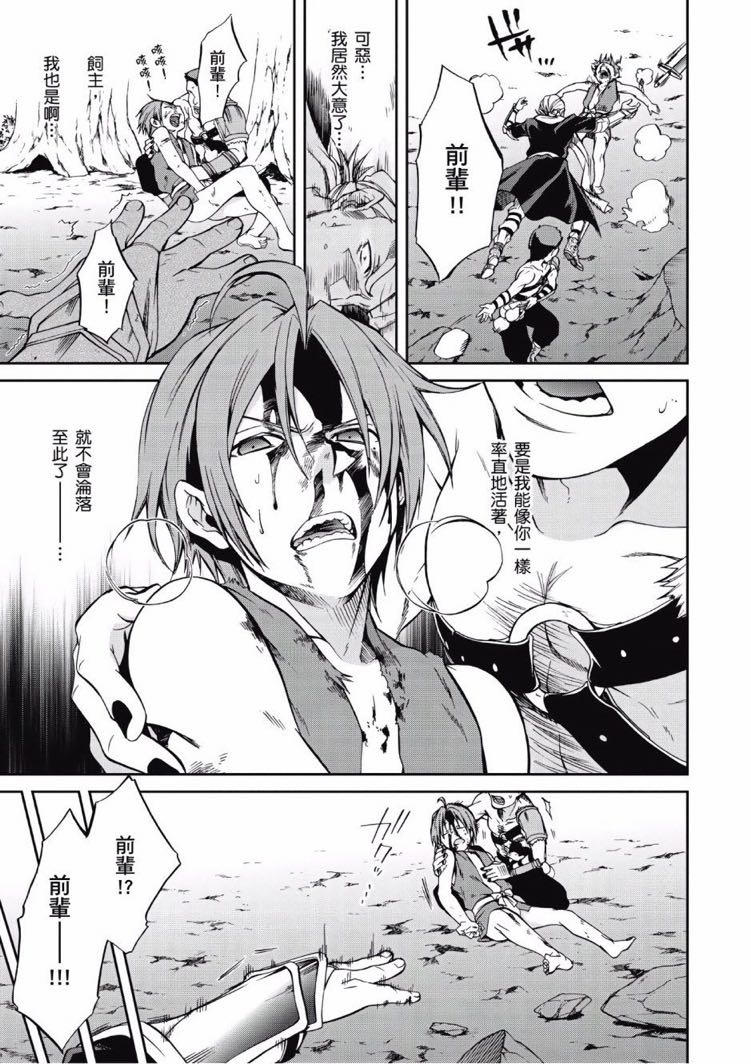 前輩!!
可惡…
我居然大意了…
前輩！
咳咳！
咳咳！
飼主，
我也是啊…
前輩！
要是我能像你一樣
率直地活著，
就不會淪落
至此了——…
ガクッ
前輩!?
前輩——!!!